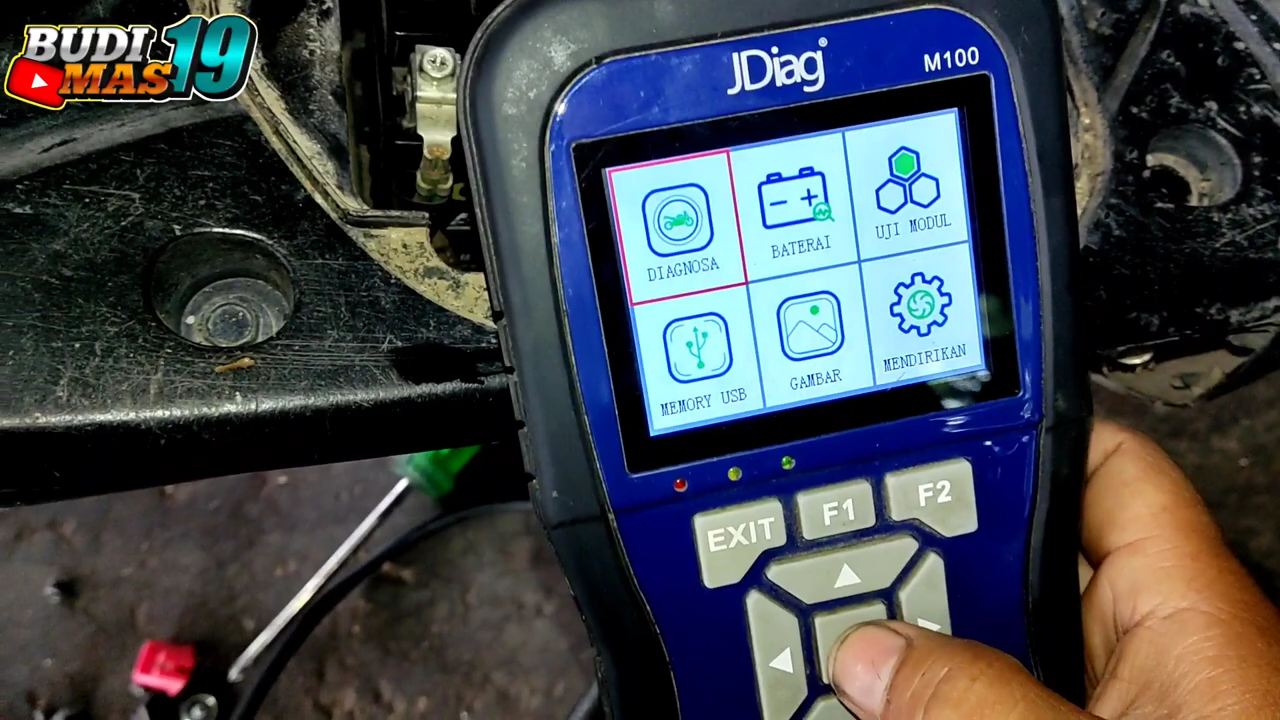 BUDI 19
MAS
JDiag®
M100
DIAGNOSA
BATERAI
UJI MODUL
MEMORY USB
GAMBAR
MENDIRIKAN
EXIT
F1
F2